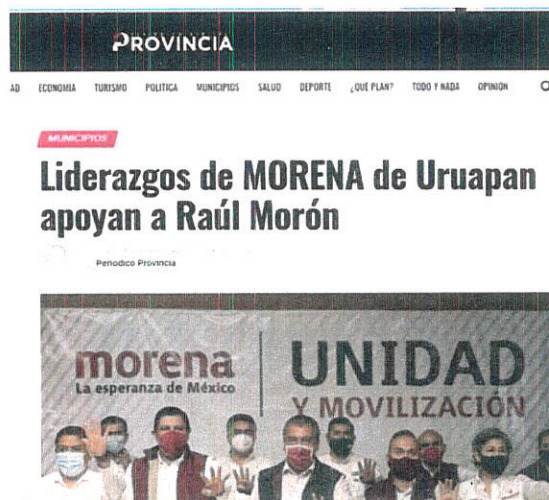 PROVINCIA
AD ECONOMIA TURISMO POLITICA MUNICIPIOS SALUD DEPORTE ¿QUÉ PLAN? TODO Y NADA OPINIÓN
MUNICIPIOS
Liderazgos de MORENA de Uruapan
apoyan a Raúl Morón
Periodico Provincia
morena
La esperanza de México
UNIDAD
Y MOVILIZACIÓN